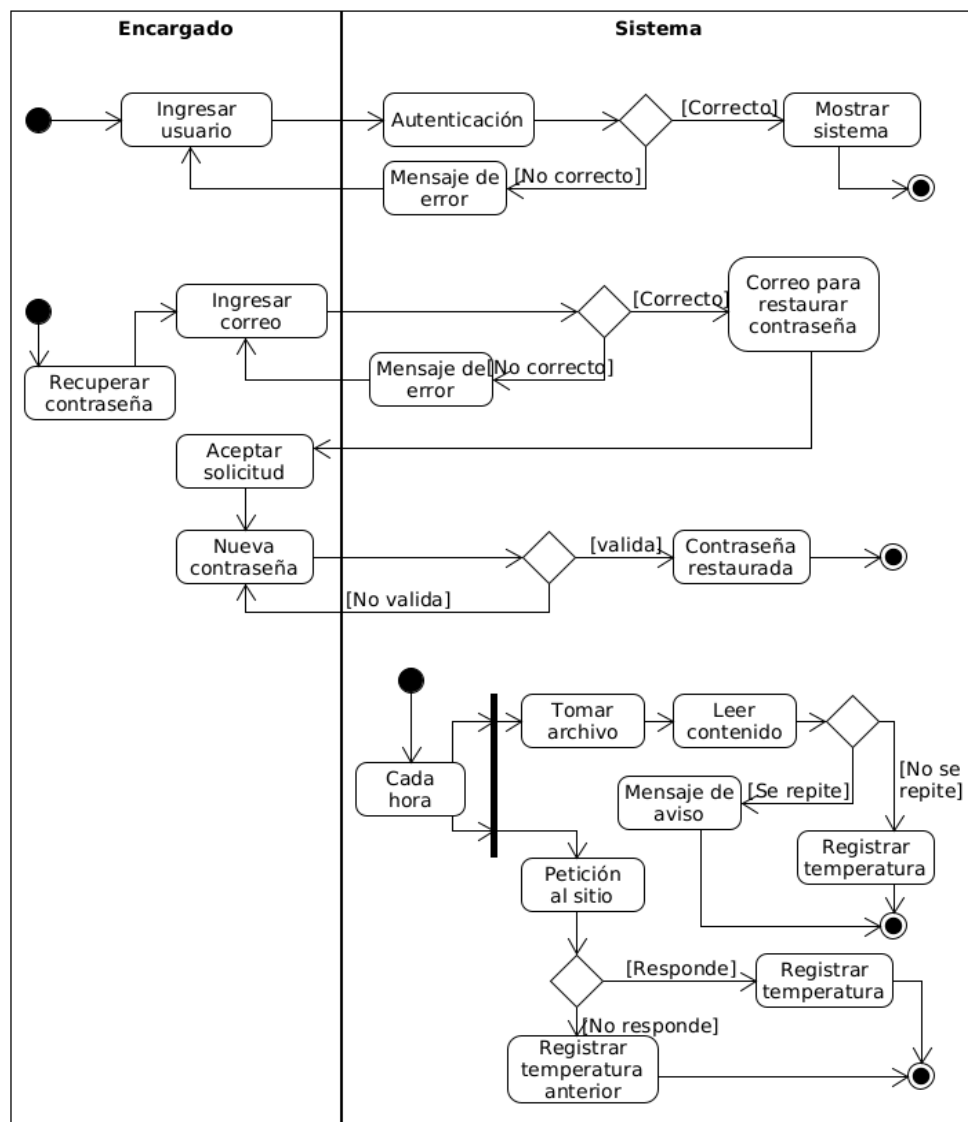 Encargado
Sistema
Ingresar
usuario
Autenticación
[Correcto]
Mostrar
sistema
Mensaje de
error
[No correcto]
Ingresar
correo
[Correcto]
Correo para
restaurar
contraseña
Recuperar
contraseña
Mensaje de
error
[No correcto]
Aceptar
solicitud
Nueva
contraseña
[valida]
Contraseña
restaurada
[No valida]
Cada
hora
Tomar
archivo
Leer
contenido
[No se
repite]
[Se repite]
Mensaje de
aviso
Registrar
temperatura
Petición
al sitio
[Responde]
Registrar
temperatura
[No responde]
Registrar
temperatura
anterior